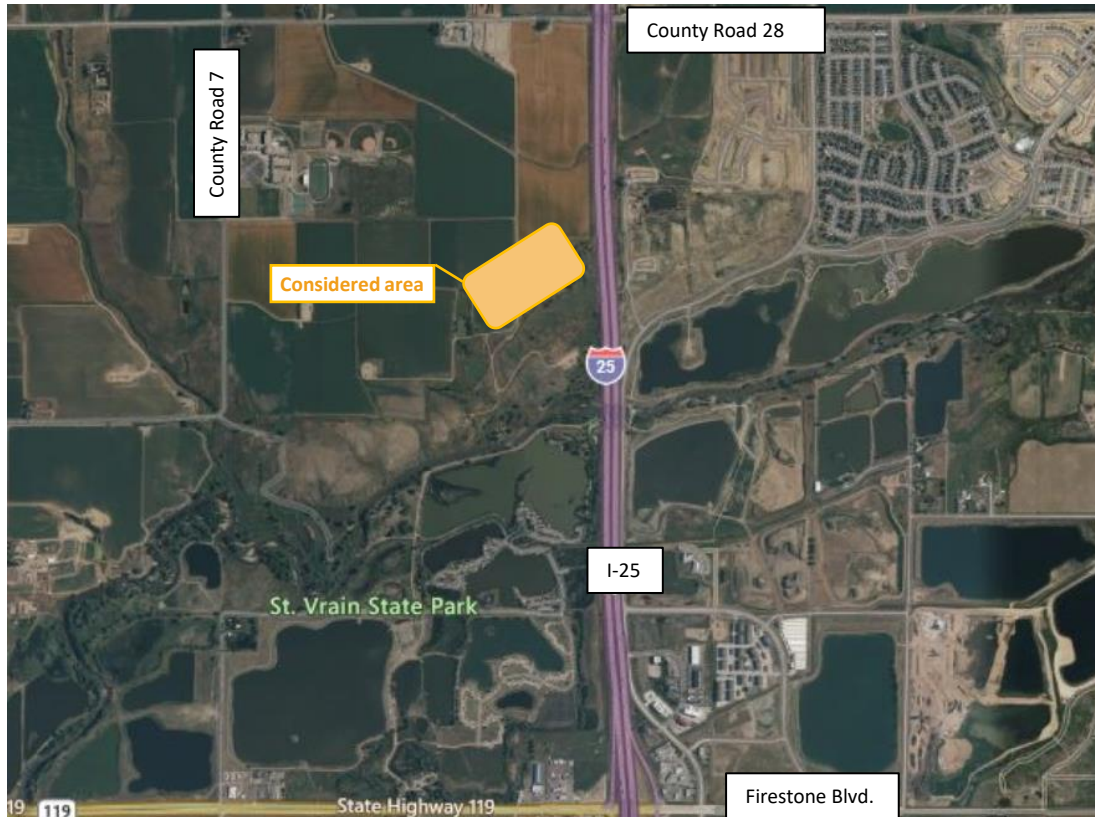 County Road 28
County Road 7
Considered area
25
I-25
St. Vrain State Park
Firestone Blvd.
19
119
State Highway 119